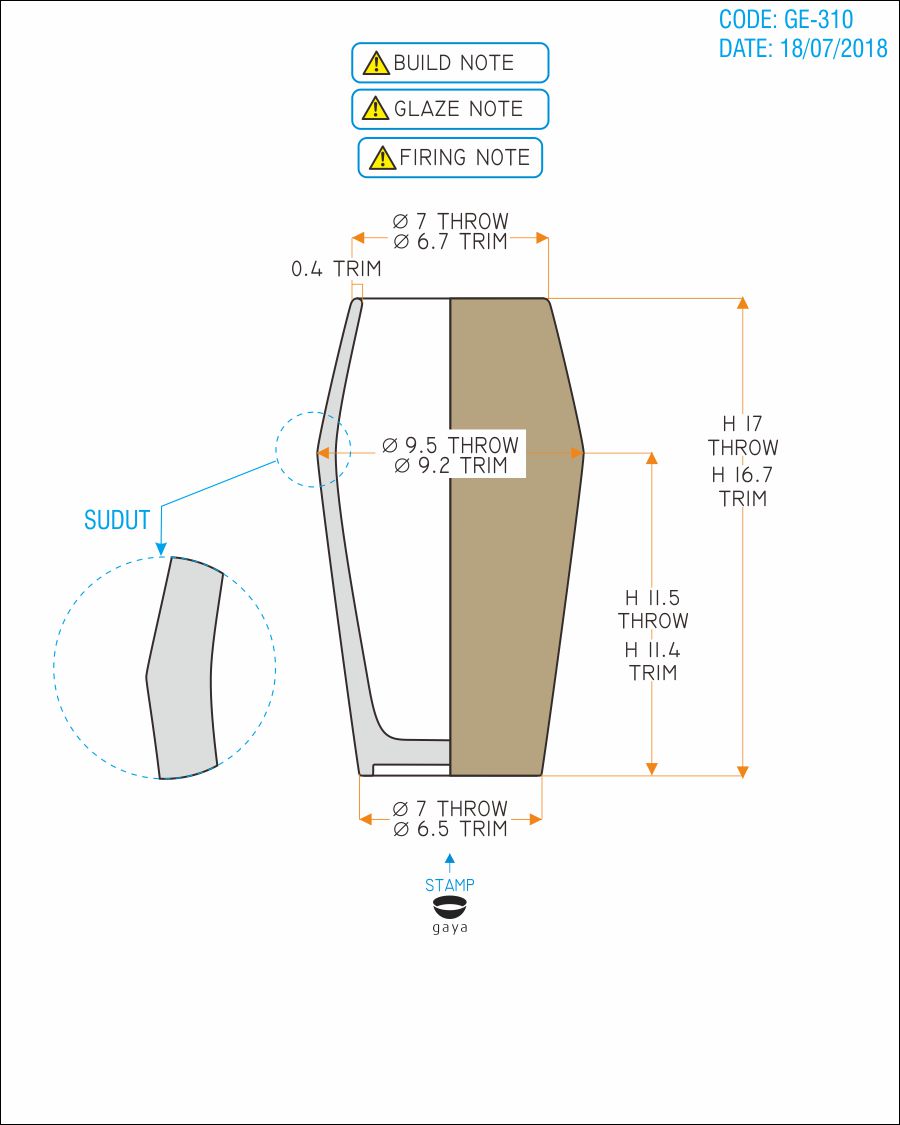 CODE: GE-310
DATE: 18/07/2018
BUILD NOTE
GLAZE NOTE
FIRING NOTE
Ø 7 THROW
Ø 6.7 TRIM
0.4 TRIM
Ø 9.5 THROW
Ø 9.2 TRIM
H 17
THROW
H 16.7
TRIM
SUDUT
H 11.5
THROW
H 11.4
TRIM
Ø 7 THROW
Ø 6.5 TRIM
STAMP
gaya